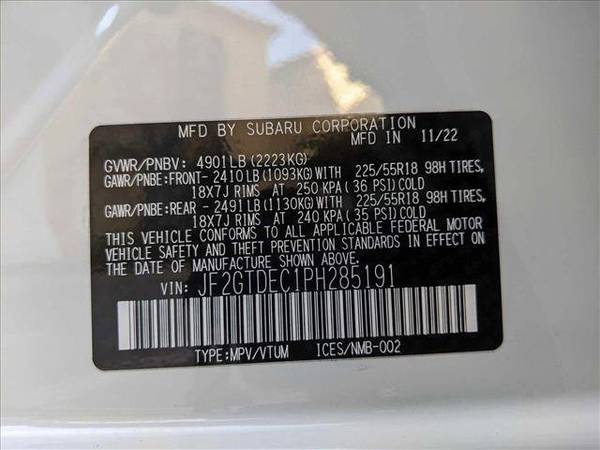 MFD BY SUBARU CORPORATION
MFD IN 11/22
GVWR/PNBV: 4901LB(2223KG)
GAWR/PNBE:FRONT-2410LB(1093KG)WITH 225/55R18 98H TIRES,
18X7J RIMS AT 250 KPA(36 PSI)COLD
GAWR/PNBE:REAR -2491LB(1130KG)WITH 225/55R18 98H TIRES,
18X7J RIMS AT 240 KPA(35 PSI)COLD
THIS VEHICLE CONFORMS TO ALL APPLICABLE FEDERAL MOTOR
VEHICLE SAFETY AND THEFT PREVENTION STANDARDS IN EFFECT ON
THE DATE OF MANUFACTURE SHOWN ABOVE.
VIN: JF2GTDEC1PH285191
TYPE:MPV/VTUM ICES/NMB-002